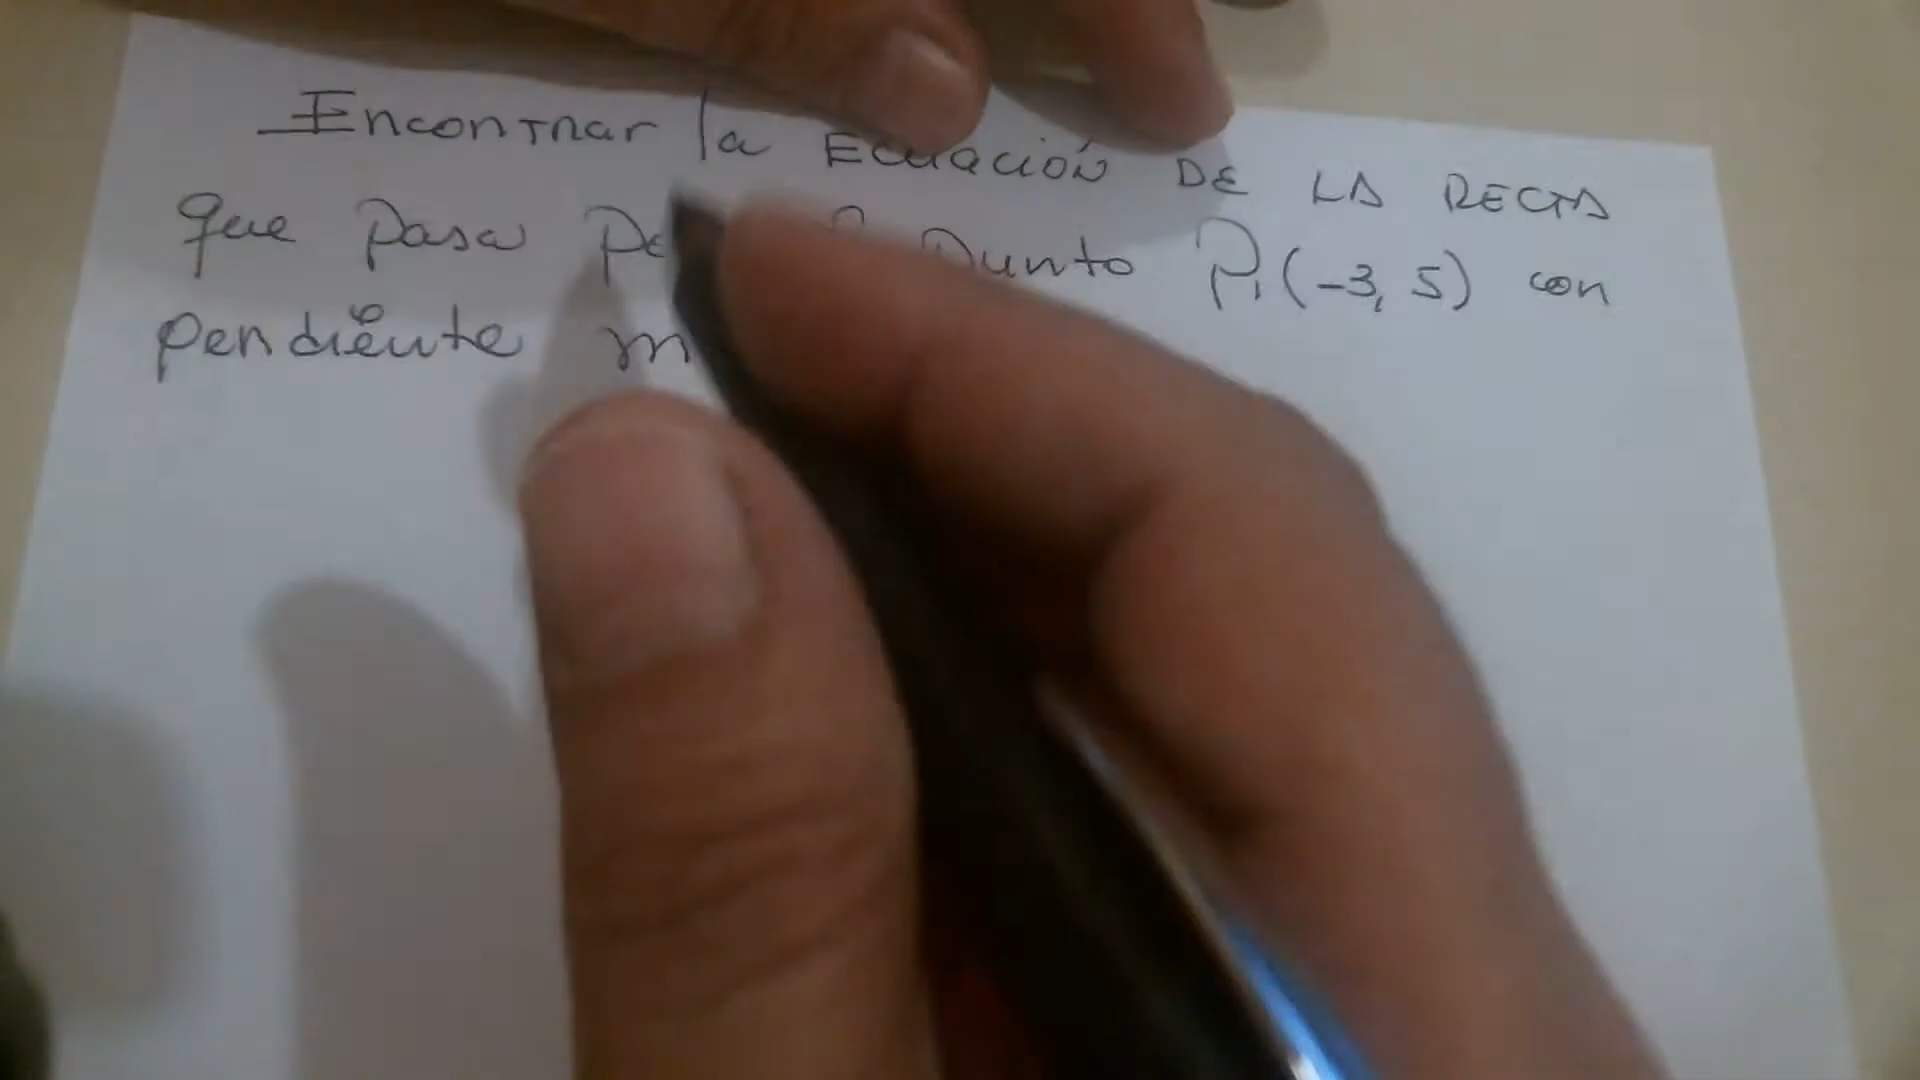 Encontrar la Ecuación DE LA RECTA
que pasa Punto P₁(-3, 5) con
pendiente m